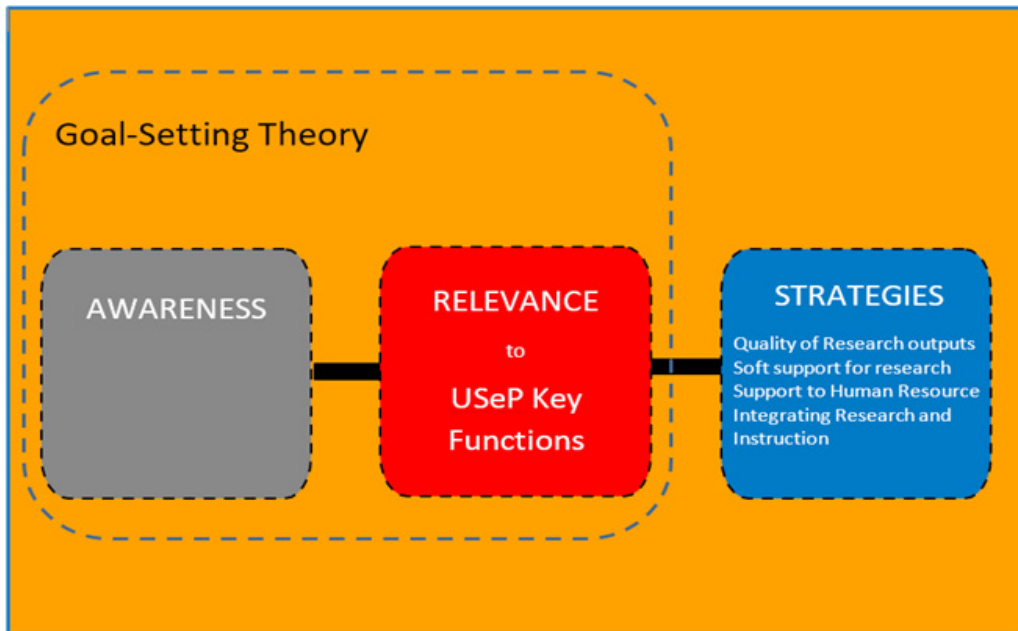 Goal-Setting Theory
AWARENESS
RELEVANCE
to
USeP Key
Functions
STRATEGIES
Quality of Research outputs
Soft support for research
Support to Human Resource
Integrating Research and
Instruction